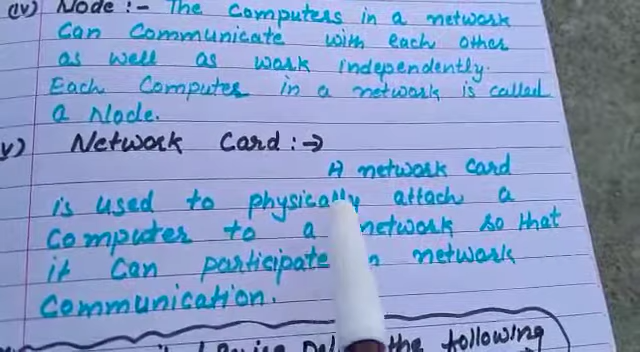 (iv) Node :- The Computers in a network
Can Communicate with each other
as well as work independently.
Each Computer in a network is called
a Node.
v) Network Card :→
A network card
is used to physically attach a
Computer to a network so that
it can participate in network
Communication.
the following